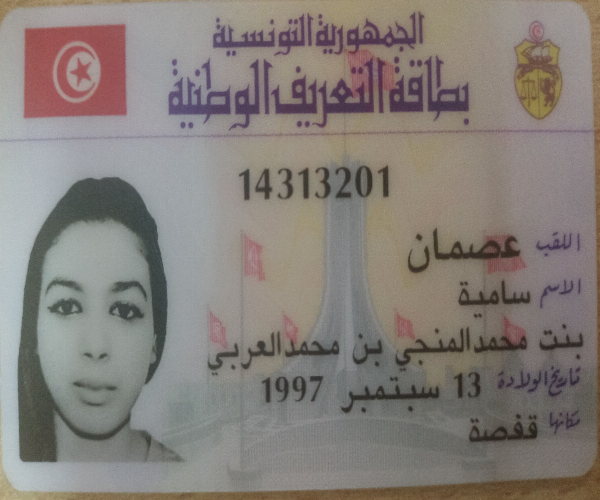 الجمهورية التونسية
بطاقة التعريف الوطنية
14313201
اللقب عصمان
الاسم سامية
بنت محمدالمنجي بن محمدالعربي
تاريخ الولادة 13 سبتمبر 1997
مكانها قفصة